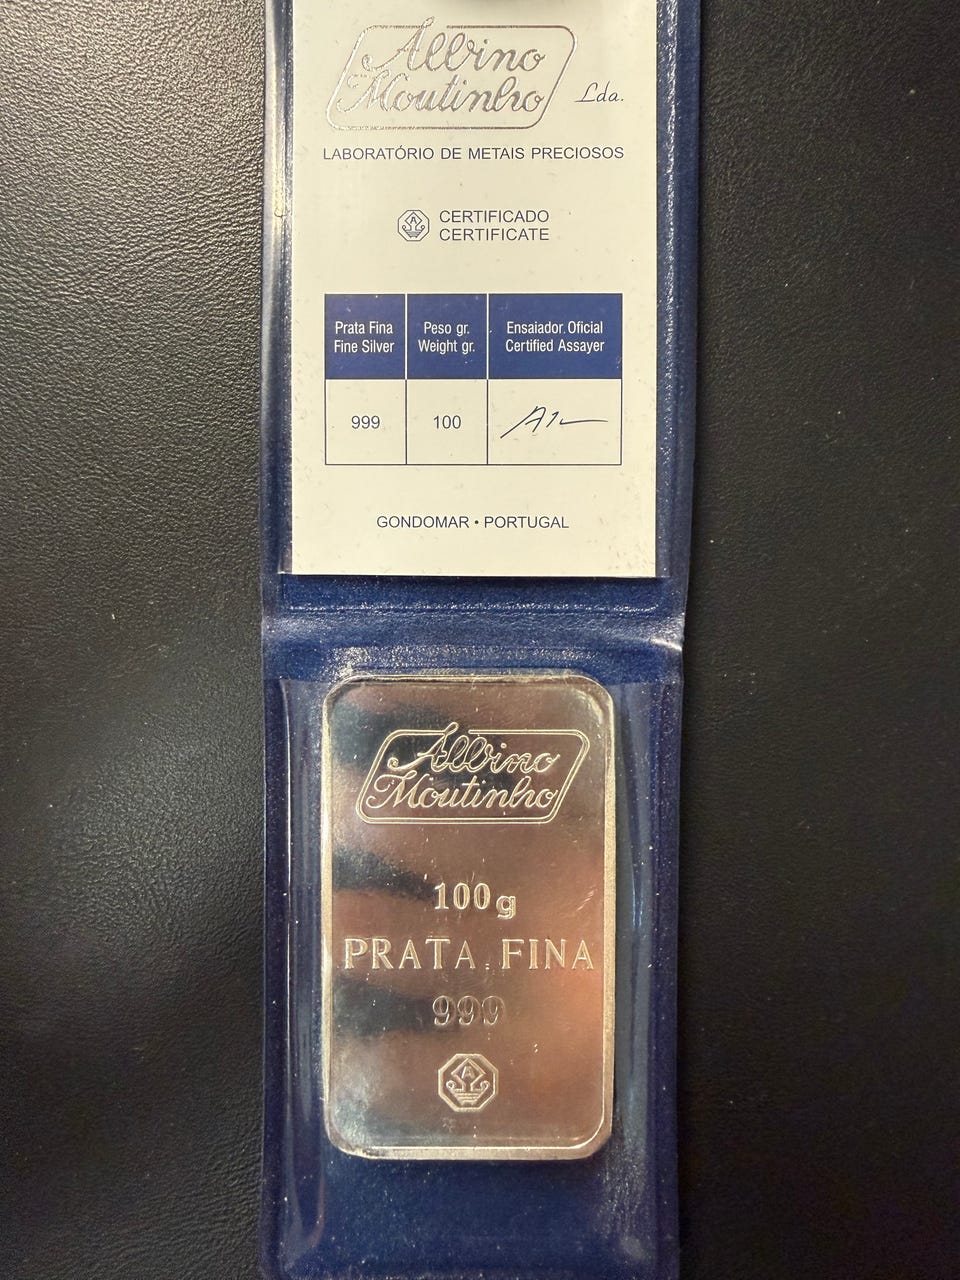 Albino
Moutinho Lda.
LABORATÓRIO DE METAIS PRECIOSOS
CERTIFICADO
CERTIFICATE
Prata Fina
Fine Silver
Peso gr.
Weight gr.
Ensaiador Oficial
Certified Assayer
999
100
GONDOMAR • PORTUGAL
Albino
Moutinho
100g
PRATA FINA
999
A